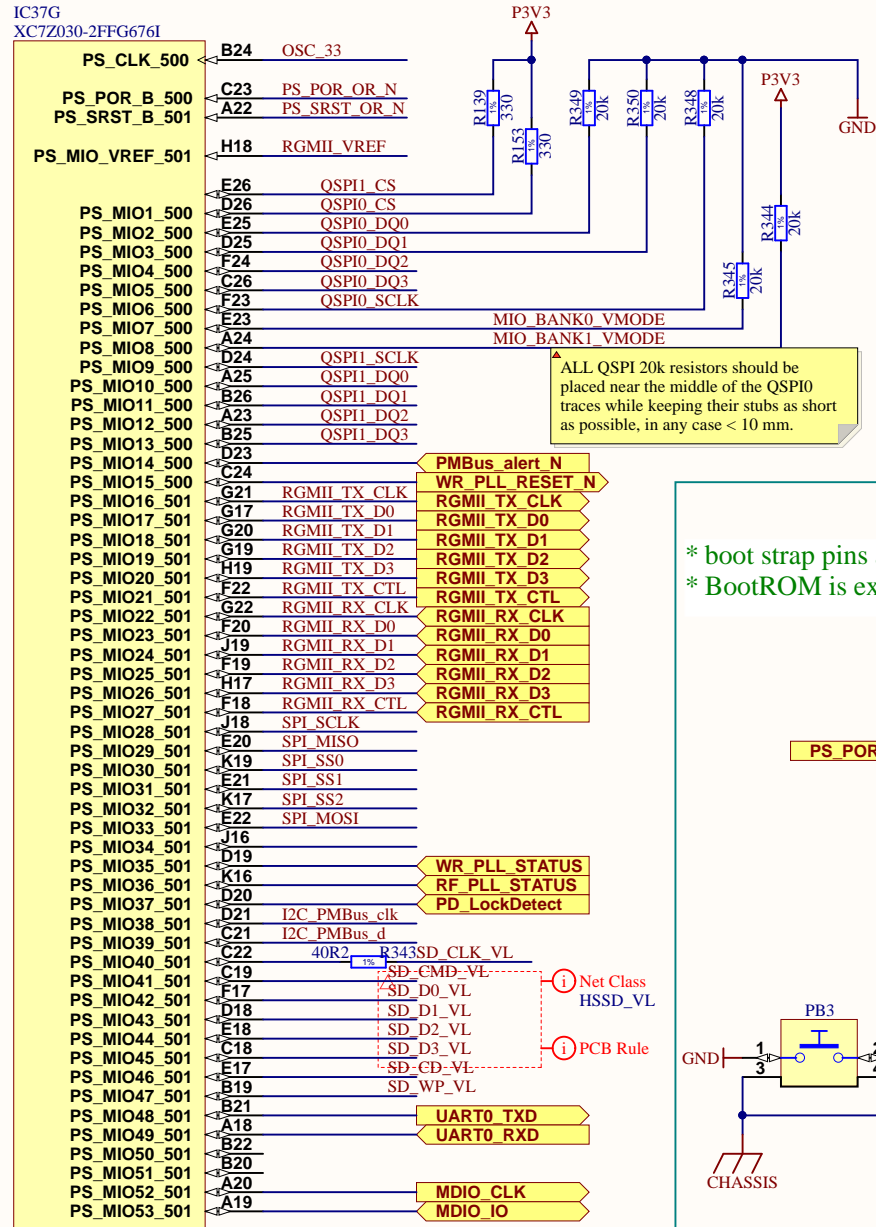 IC37G
XC7Z030-2FFG676I
P3V3
PS_CLK_500 B24 OSC_33
PS_POR_B_500 C23 PS_POR_OR_N
PS_SRST_B_501 A22 PS_SRST_OR_N
PS_MIO_VREF_501 H18 RGMII_VREF
R139 1% 330
R153 1% 330
R349 1% 20k
R350 1% 20k
R348 1% 20k
P3V3
GND
R344 1% 20k
R345 1% 20k
E26 QSPI1_CS
PS_MIO1_500 D26 QSPI0_CS
PS_MIO2_500 E25 QSPI0_DQ0
PS_MIO3_500 D25 QSPI0_DQ1
PS_MIO4_500 F24 QSPI0_DQ2
PS_MIO5_500 C26 QSPI0_DQ3
PS_MIO6_500 F23 QSPI0_SCLK
PS_MIO7_500 E23 MIO_BANK0_VMODE
PS_MIO8_500 A24 MIO_BANK1_VMODE
PS_MIO9_500 D24 QSPI1_SCLK
PS_MIO10_500 A25 QSPI1_DQ0
PS_MIO11_500 B26 QSPI1_DQ1
PS_MIO12_500 A23 QSPI1_DQ2
PS_MIO13_500 B25 QSPI1_DQ3
ALL QSPI 20k resistors should be
placed near the middle of the QSPI0
traces while keeping their stubs as short
as possible, in any case < 10 mm.
PS_MIO14_500 D23 PMBus_alert_N
PS_MIO15_500 C24 WR_PLL_RESET_N
PS_MIO16_501 G21 RGMII_TX_CLK RGMII_TX_CLK
PS_MIO17_501 G17 RGMII_TX_D0 RGMII_TX_D0
PS_MIO18_501 G20 RGMII_TX_D1 RGMII_TX_D1
PS_MIO19_501 G19 RGMII_TX_D2 RGMII_TX_D2
PS_MIO20_501 H19 RGMII_TX_D3 RGMII_TX_D3
PS_MIO21_501 F22 RGMII_TX_CTL RGMII_TX_CTL
PS_MIO22_501 G22 RGMII_RX_CLK RGMII_RX_CLK
PS_MIO23_501 F20 RGMII_RX_D0 RGMII_RX_D0
PS_MIO24_501 J19 RGMII_RX_D1 RGMII_RX_D1
PS_MIO25_501 F19 RGMII_RX_D2 RGMII_RX_D2
PS_MIO26_501 H17 RGMII_RX_D3 RGMII_RX_D3
PS_MIO27_501 F18 RGMII_RX_CTL RGMII_RX_CTL
* boot strap pins
* BootROM is ex
PS_MIO28_501 J18 SPI_SCLK
PS_MIO29_501 E20 SPI_MISO
PS_MIO30_501 K19 SPI_SS0
PS_MIO31_501 E21 SPI_SS1
PS_MIO32_501 K17 SPI_SS2
PS_MIO33_501 E22 SPI_MOSI
PS_POR
PS_MIO34_501 J16
PS_MIO35_501 D19 WR_PLL_STATUS
PS_MIO36_501 K16 RF_PLL_STATUS
PS_MIO37_501 D20 PD_LockDetect
PS_MIO38_501 D21 I2C_PMBus_clk
PS_MIO39_501 C21 I2C_PMBus_d
PS_MIO40_501 C22 40R2 1% R343 SD_CLK_VL
PS_MIO41_501 C19 SD_CMD_VL
PS_MIO42_501 F17 SD_D0_VL
PS_MIO43_501 D18 SD_D1_VL
PS_MIO44_501 E18 SD_D2_VL
PS_MIO45_501 C18 SD_D3_VL
PS_MIO46_501 E17 SD_CD_VL
PS_MIO47_501 B19 SD_WP_VL
i Net Class
HSSD_VL
i PCB Rule
PS_MIO48_501 B21 UART0_TXD
PS_MIO49_501 A18 UART0_RXD
PS_MIO50_501 B22
PS_MIO51_501 B20
PS_MIO52_501 A20 MDIO_CLK
PS_MIO53_501 A19 MDIO_IO
PB3
GND 1
3
CHASSIS